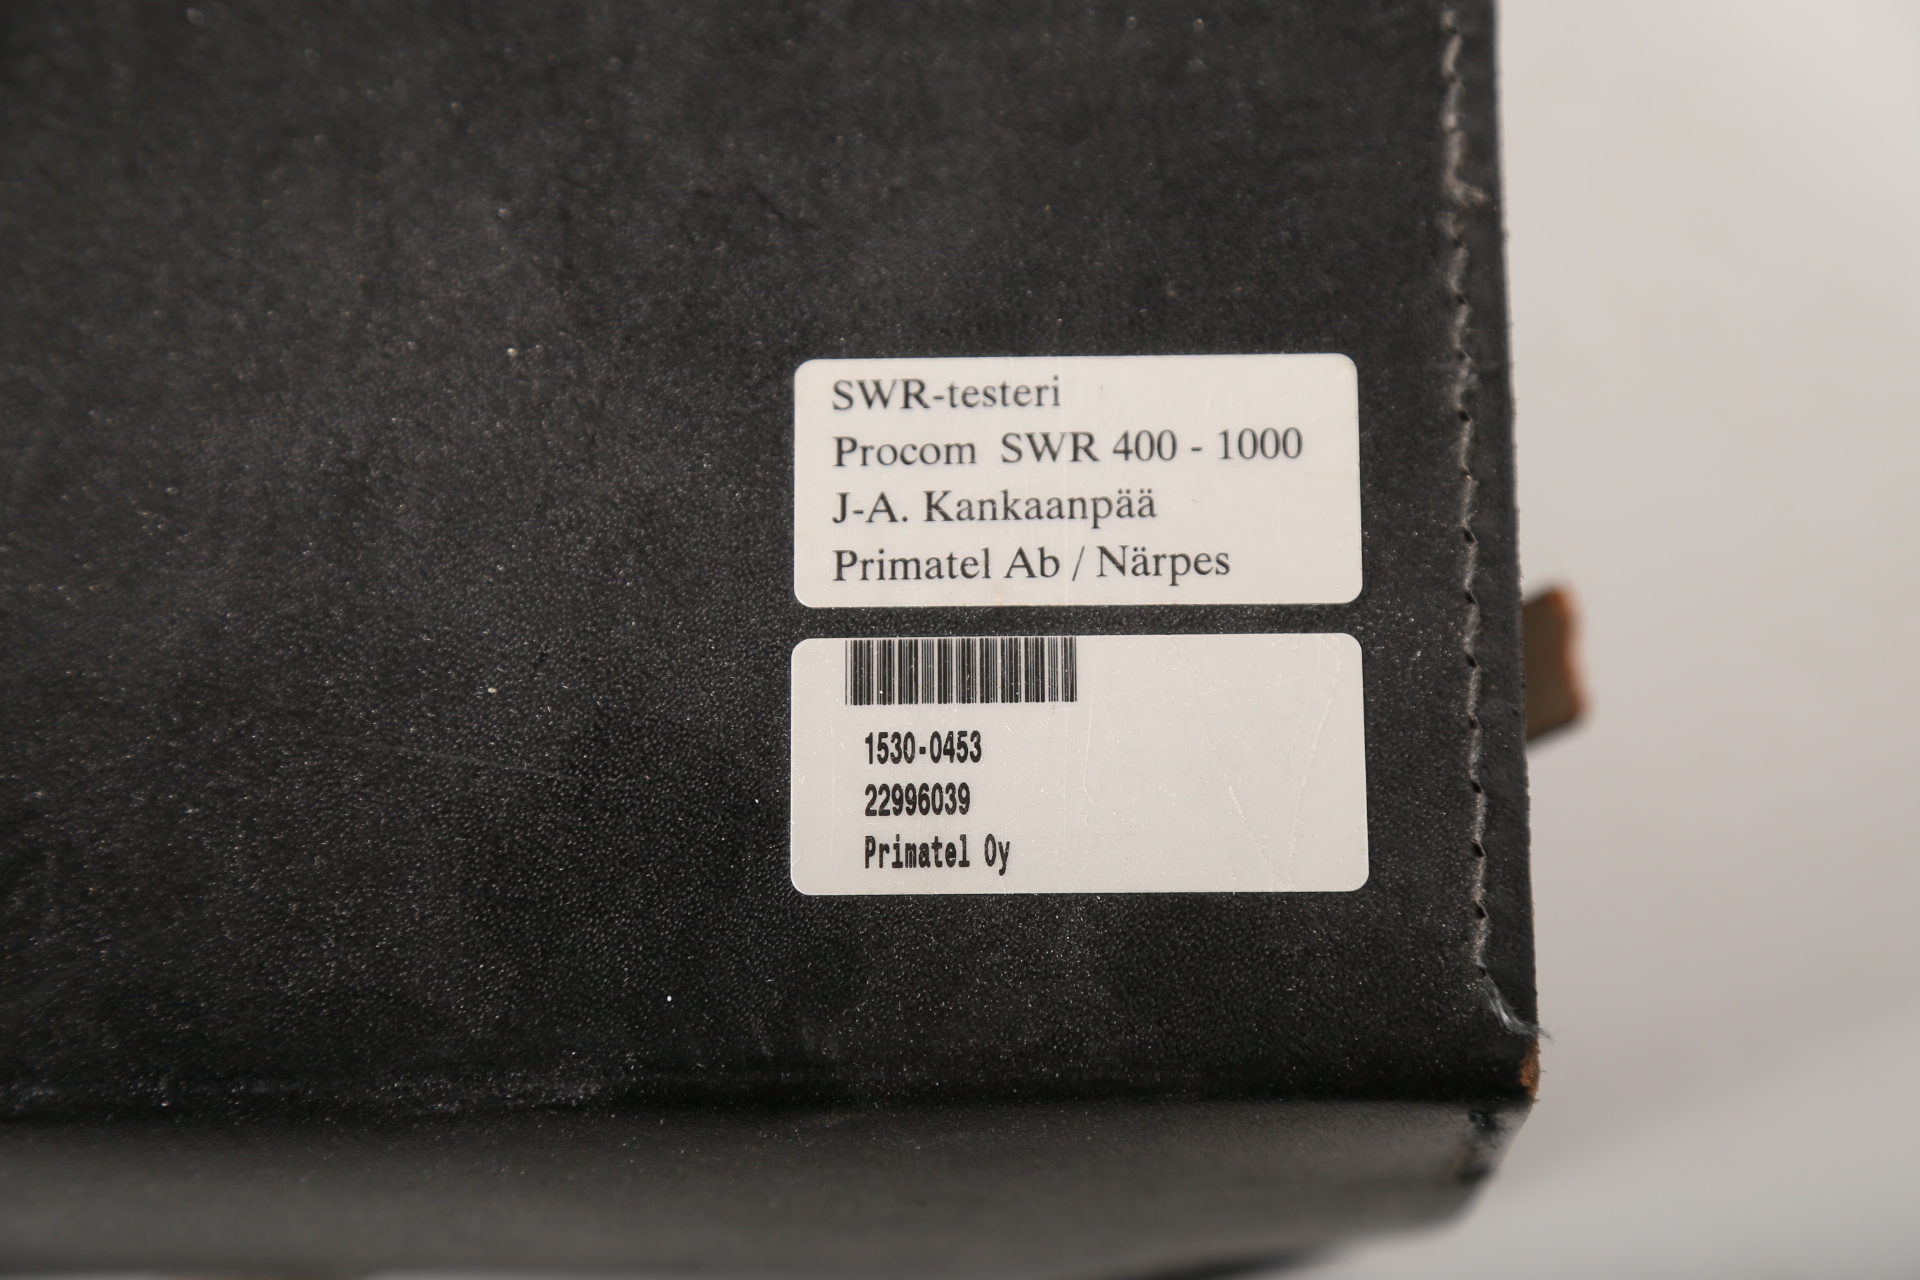 SWR-testeri
Procom SWR 400 - 1000
J-A. Kankaanpää
Primatel Ab / Närpes
1530-0453
22996039
Primatel Oy